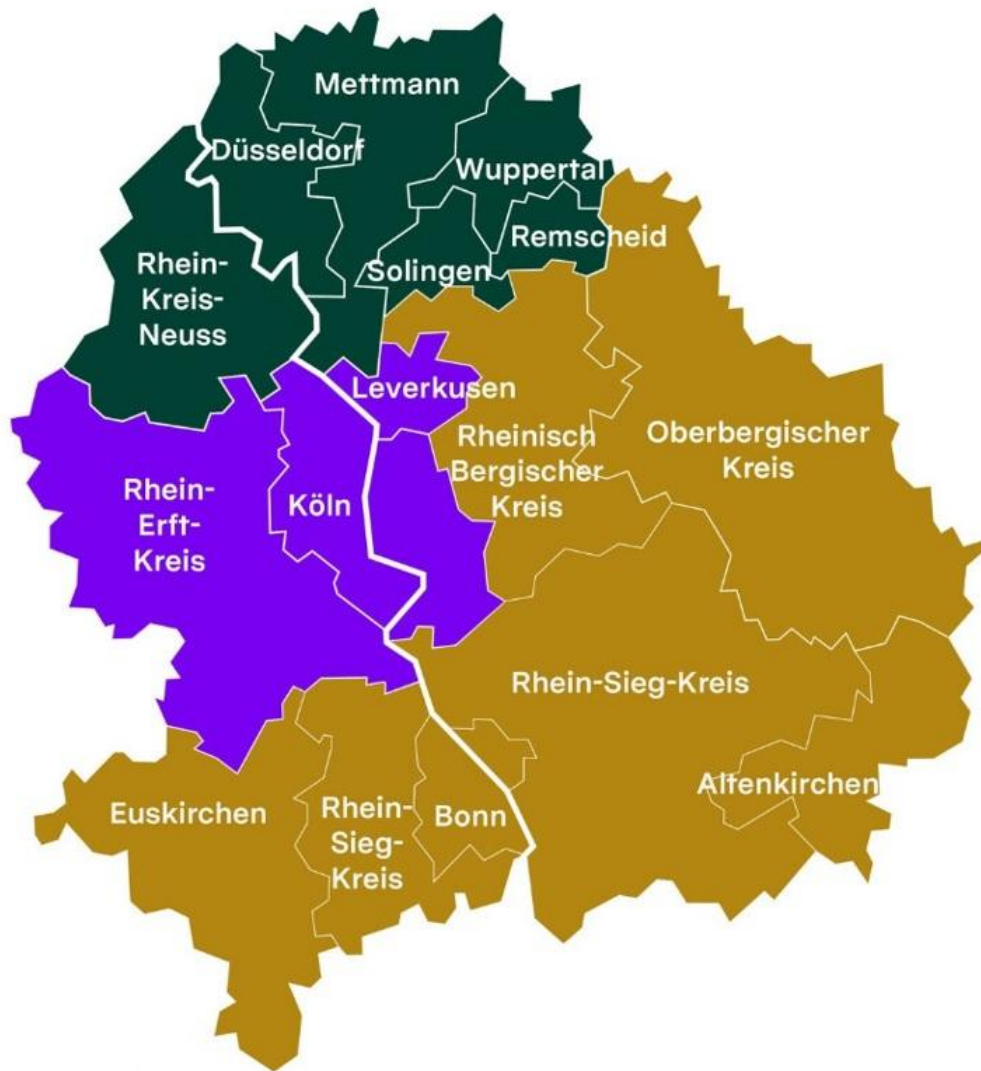 Mettmann
Düsseldorf
Wuppertal
Remscheid
Rhein-
Kreis-
Neuss
Solingen
Leverkusen
Rheinisch
Bergischer
Kreis
Oberbergischer
Kreis
Rhein-
Erft-
Kreis
Köln
Rhein-Sieg-Kreis
Altenkirchen
Euskirchen
Rhein-
Sieg-
Kreis
Bonn